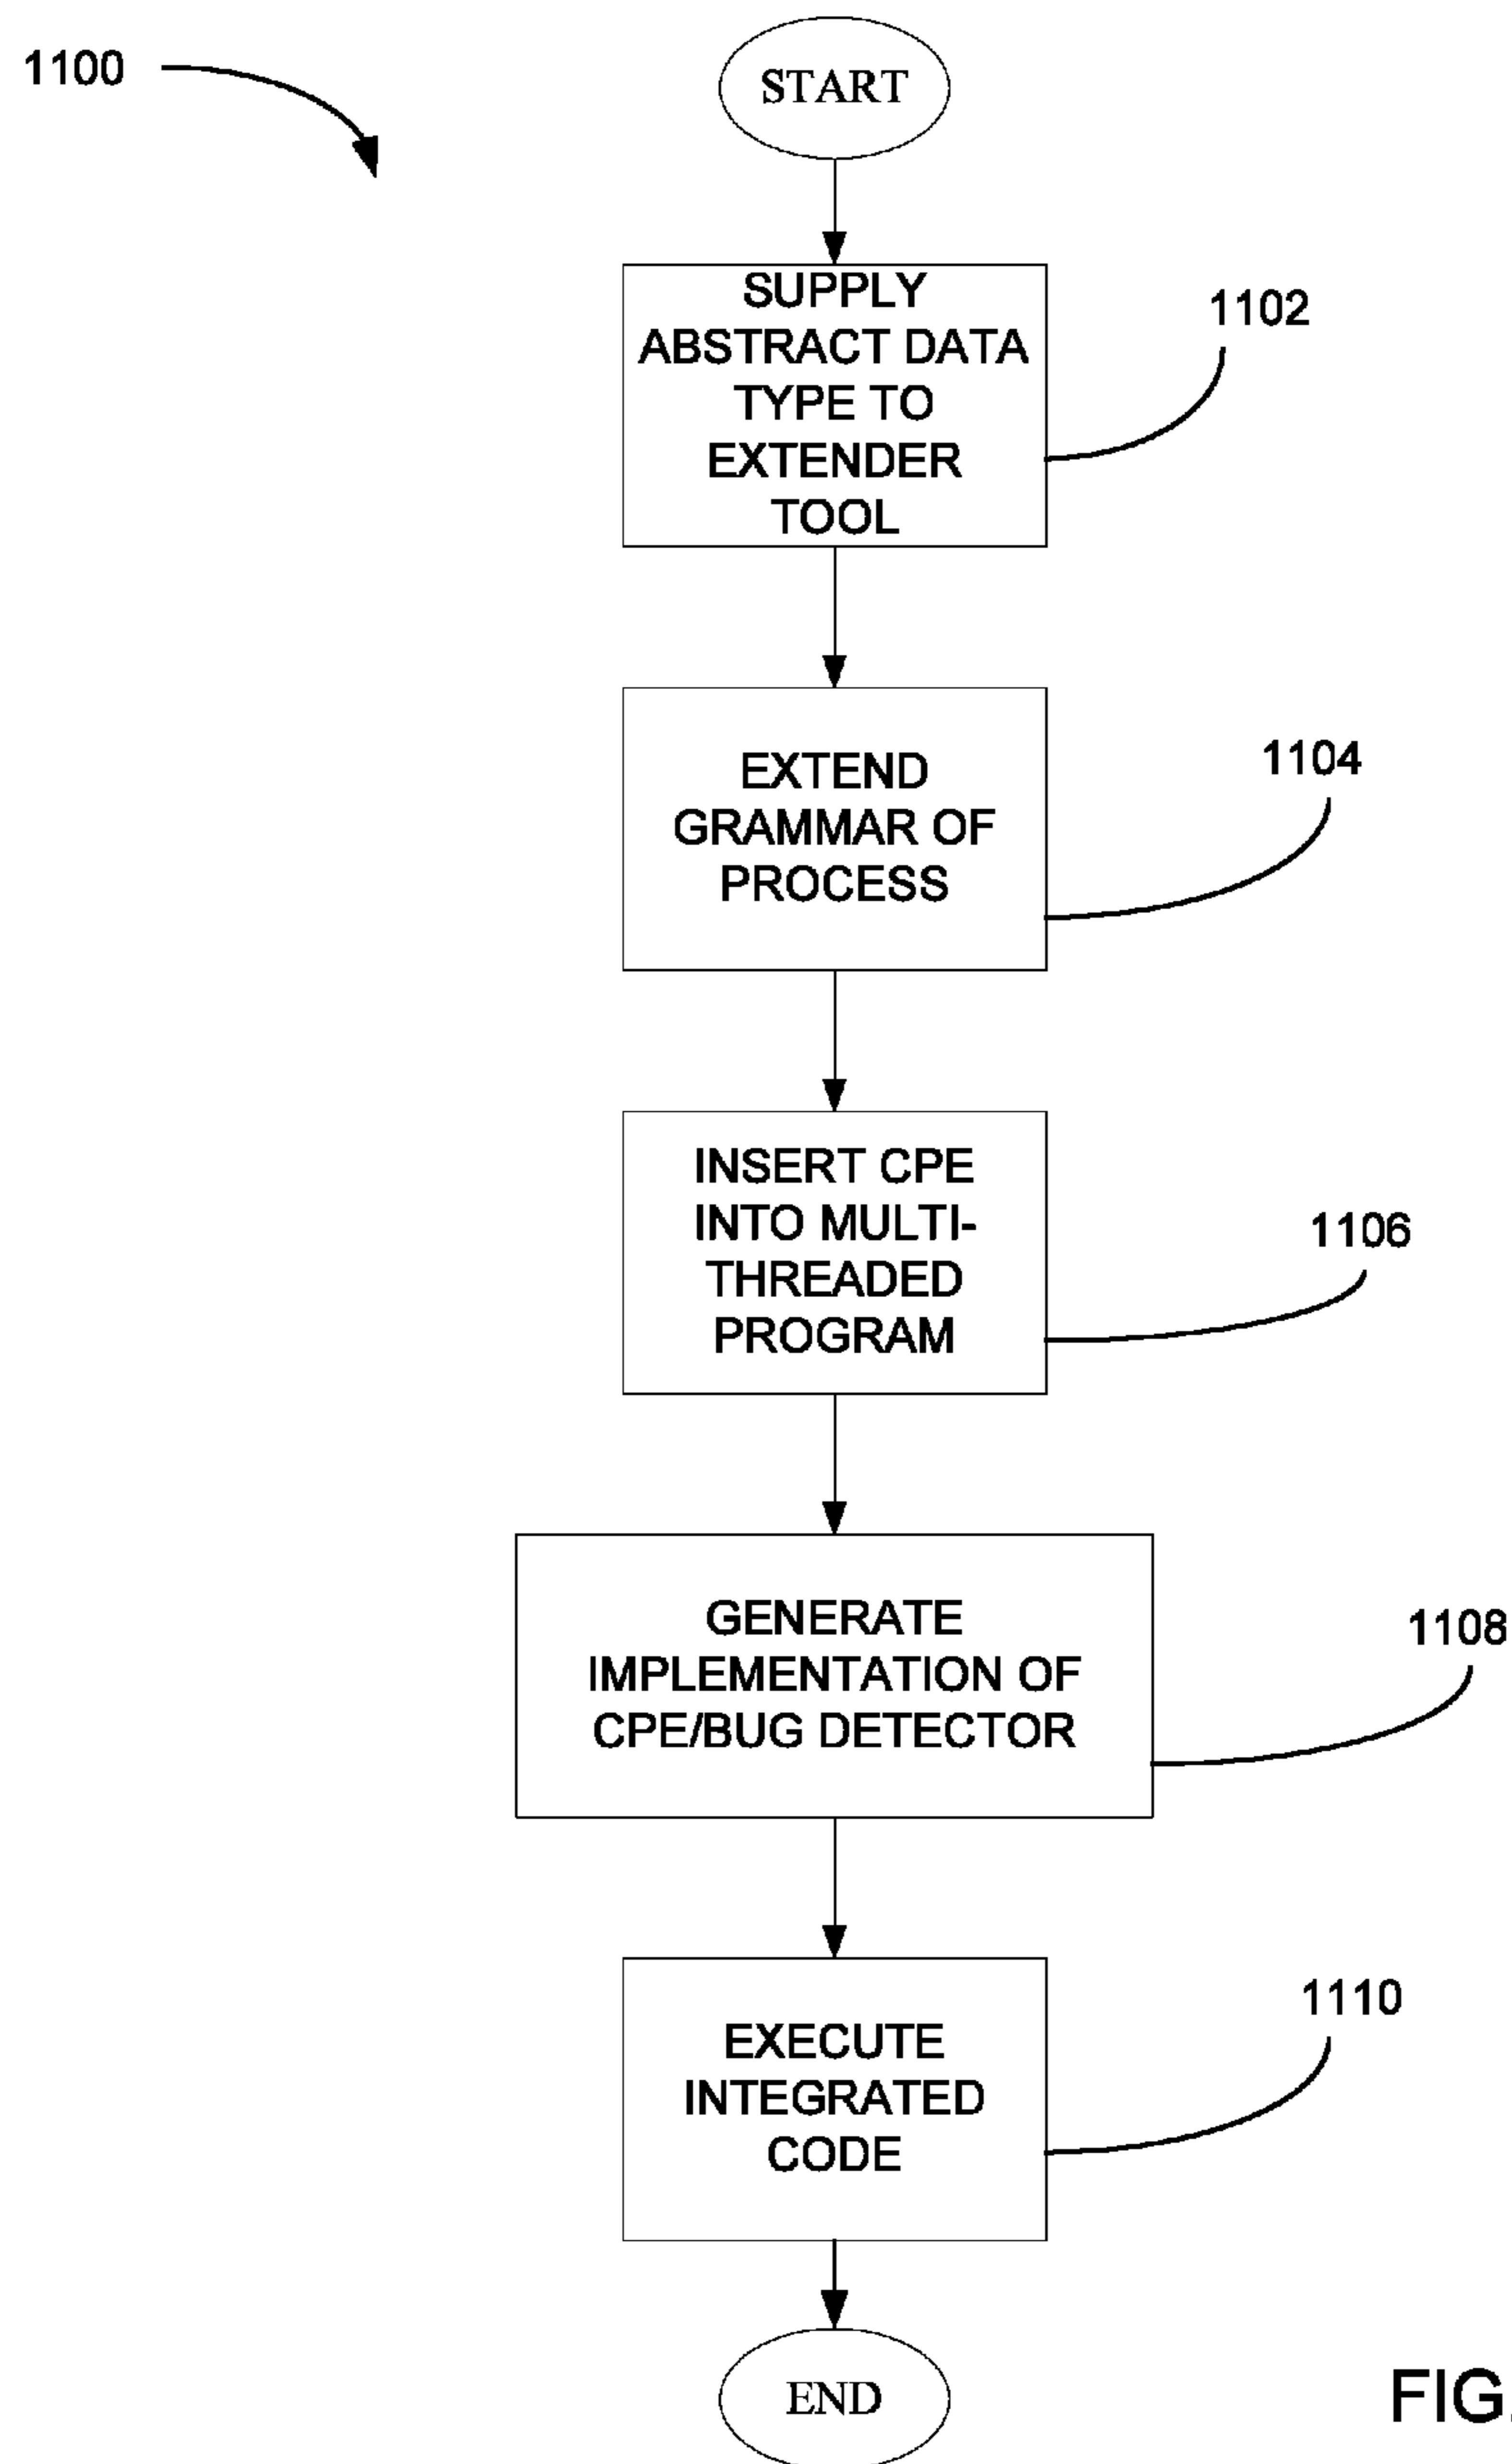 1100
START
SUPPLY
ABSTRACT DATA
TYPE TO
EXTENDER
TOOL
1102
EXTEND
GRAMMAR OF
PROCESS
1104
INSERT CPE
INTO MULTI-
THREADED
PROGRAM
1106
GENERATE
IMPLEMENTATION OF
CPE/BUG DETECTOR
1108
EXECUTE
INTEGRATED
CODE
1110
END
FIG.